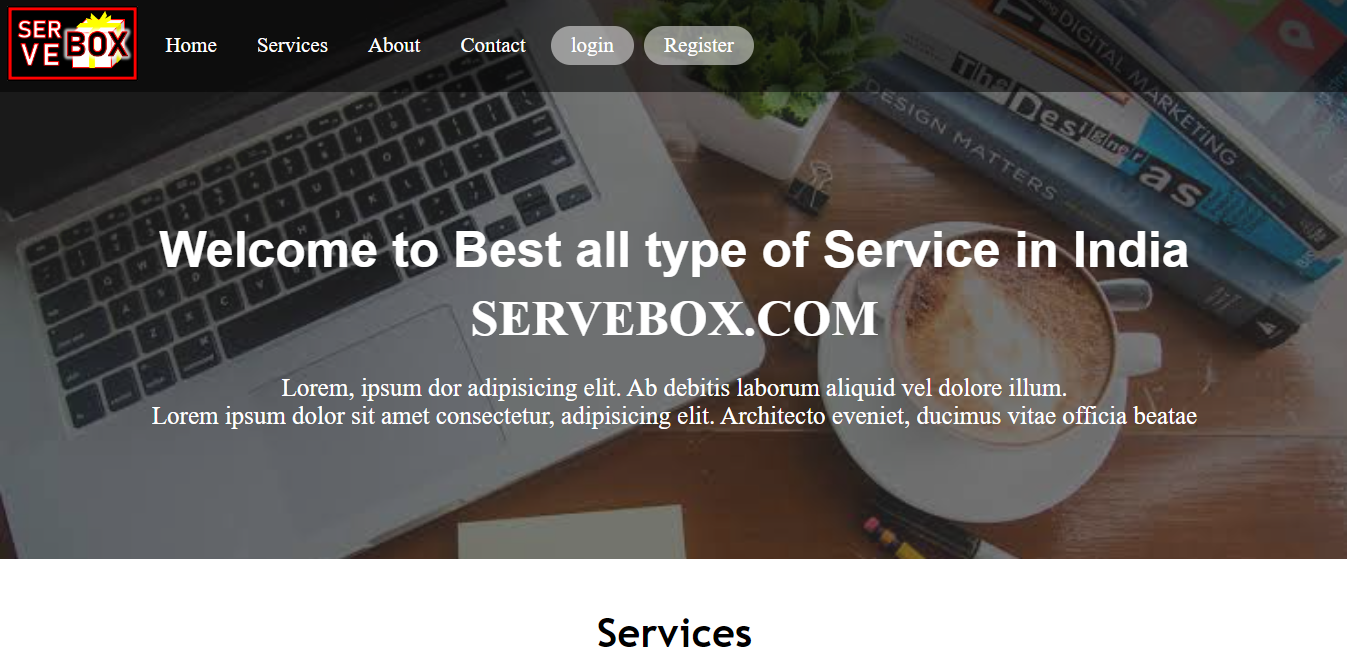 SER
VE BOX
Home Services About Contact login Register
DIGITAL MARKETING
The Designer as
DESIGN MATTERS
Welcome to Best all type of Service in India
SERVEBOX.COM
Lorem, ipsum dor adipisicing elit. Ab debitis laborum aliquid vel dolore illum.
Lorem ipsum dolor sit amet consectetur, adipisicing elit. Architecto eveniet, ducimus vitae officia beatae
Services